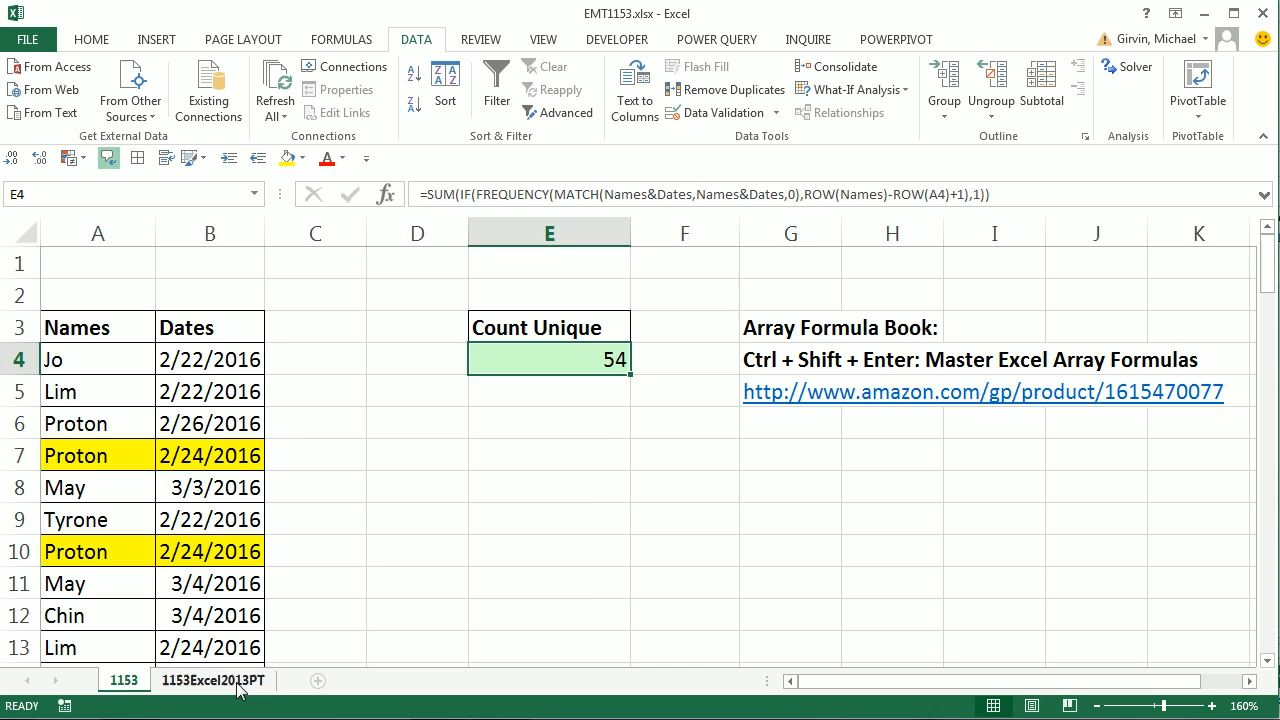 EMT1153.xlsx - Excel
?
FILE HOME INSERT PAGE LAYOUT FORMULAS DATA REVIEW VIEW DEVELOPER POWER QUERY INQUIRE POWERPIVOT Girvin, Michael
From Access
From Web
From Text
From Other Sources
Existing Connections
Get External Data
Refresh All
Connections
Properties
Edit Links
Connections
Sort
Filter
Clear
Reapply
Advanced
Sort & Filter
Text to Columns
Flash Fill
Remove Duplicates
Data Validation
Consolidate
What-If Analysis
Relationships
Data Tools
Group
Ungroup
Subtotal
Outline
Solver
Analysis
PivotTable
PivotTable
E4 fx =SUM(IF(FREQUENCY(MATCH(Names&Dates,Names&Dates,0),ROW(Names)-ROW(A4)+1),1))
A B C D E F G H I J K
1
2
3 Names Dates Count Unique Array Formula Book:
4 Jo 2/22/2016 54 Ctrl + Shift + Enter: Master Excel Array Formulas
5 Lim 2/22/2016 http://www.amazon.com/gp/product/1615470077
6 Proton 2/26/2016
7 Proton 2/24/2016
8 May 3/3/2016
9 Tyrone 2/22/2016
10 Proton 2/24/2016
11 May 3/4/2016
12 Chin 3/4/2016
13 Lim 2/24/2016
1153 1153Excel2013PT
READY 160%